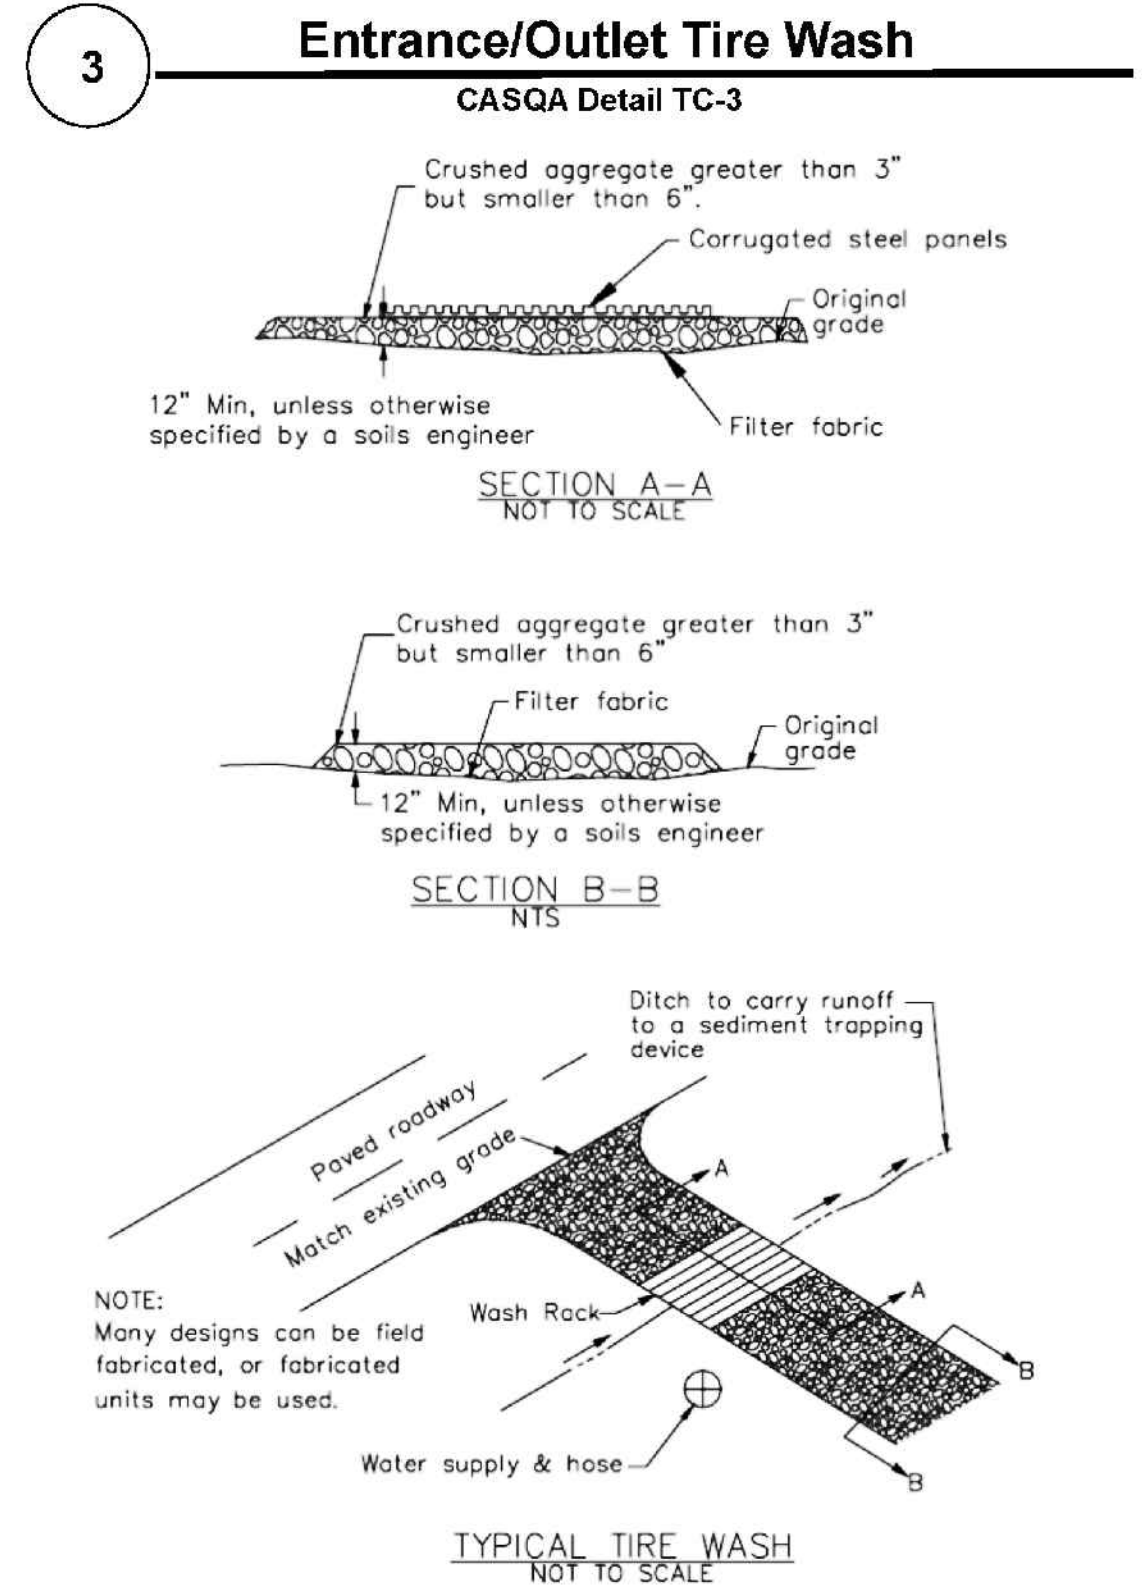 3
Entrance/Outlet Tire Wash
CASQA Detail TC-3
Crushed aggregate greater than 3"
but smaller than 6".
Corrugated steel panels
Original
grade
12" Min, unless otherwise
specified by a soils engineer
Filter fabric
SECTION A-A
NOT TO SCALE
Crushed aggregate greater than 3"
but smaller than 6"
Filter fabric
Original
grade
12" Min, unless otherwise
specified by a soils engineer
SECTION B-B
NTS
Ditch to carry runoff
to a sediment trapping
device
Paved roadway
Match existing grade
A
A
NOTE:
Many designs can be field
fabricated, or fabricated
units may be used.
Wash Rack
B
B
Water supply & hose
TYPICAL TIRE WASH
NOT TO SCALE